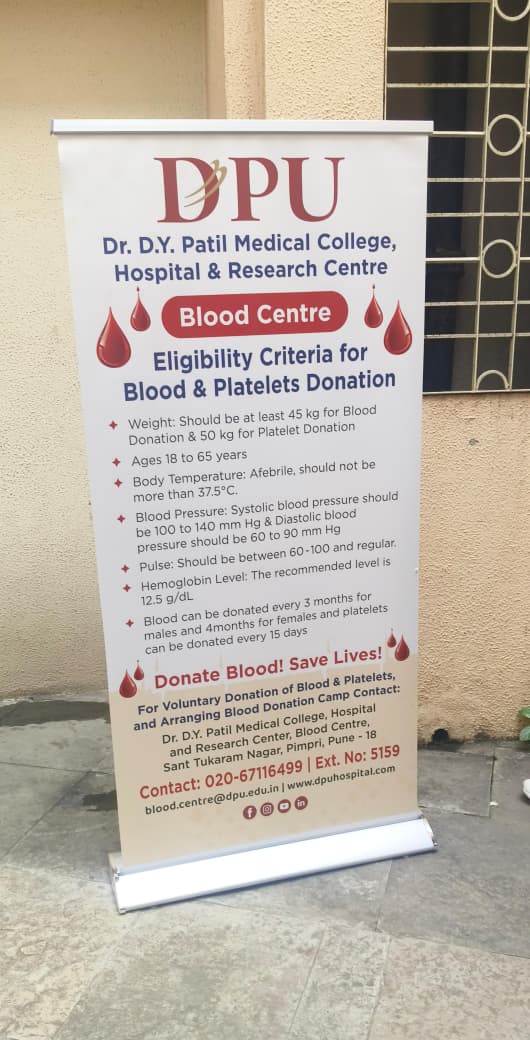 DPU
Dr. D.Y. Patil Medical College,
Hospital & Research Centre
Blood Centre
Eligibility Criteria for
Blood & Platelets Donation
Weight: Should be at least 45 kg for Blood
Donation & 50 kg for Platelet Donation
Ages 18 to 65 years
Body Temperature: Afebrile, should not be
more than 37.5°C.
Blood Pressure: Systolic blood pressure should
be 100 to 140 mm Hg & Diastolic blood
pressure should be 60 to 90 mm Hg
Pulse: Should be between 60-100 and regular.
Hemoglobin Level: The recommended level is
12.5 g/dL
Blood can be donated every 3 months for
males and 4months for females and platelets
can be donated every 15 days
Donate Blood! Save Lives!
For Voluntary Donation of Blood & Platelets,
and Arranging Blood Donation Camp Contact:
Dr. D.Y. Patil Medical College, Hospital
and Research Center, Blood Centre,
Sant Tukaram Nagar, Pimpri, Pune - 18
Contact: 020-67116499 | Ext. No: 5159
blood.centre@dpu.edu.in | www.dpuhospital.com